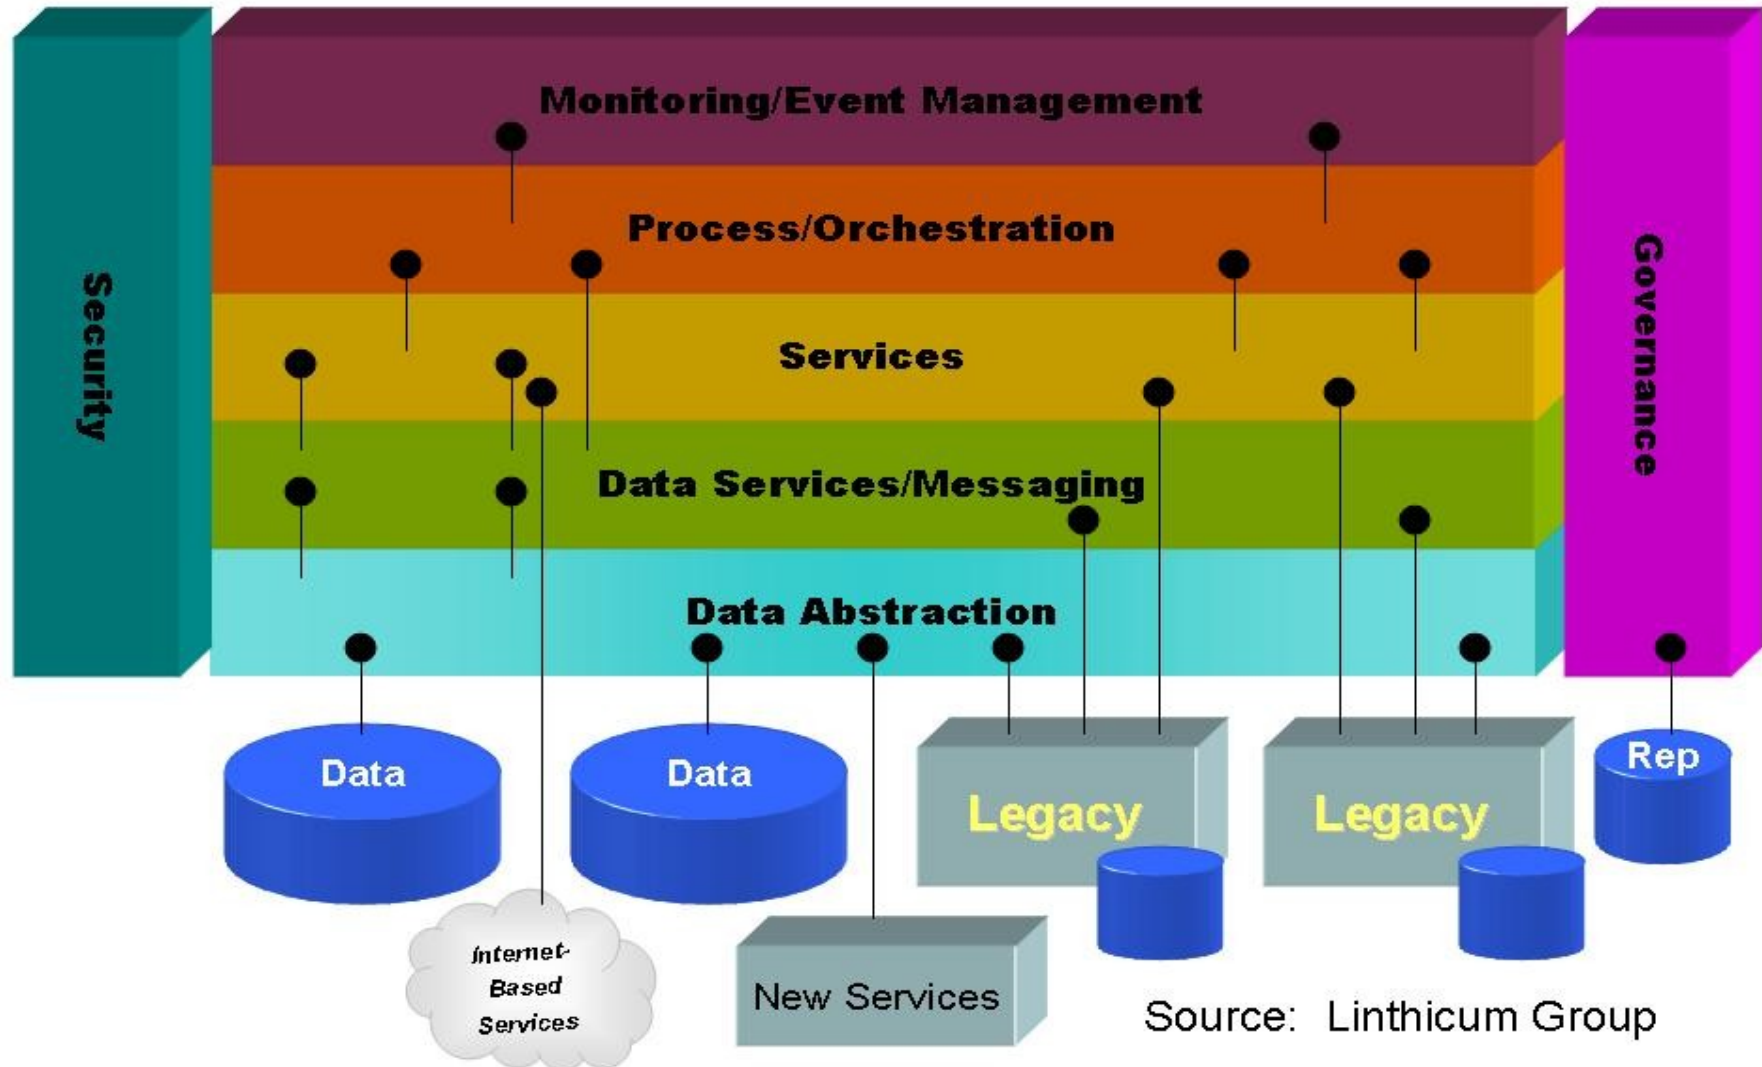 Monitoring/Event Management
Process/Orchestration
Security
Services
Governance
Data Services/Messaging
Data Abstraction
Data
Data
Legacy
Legacy
Rep
Internet-
Based
Services
New Services
Source: Linthicum Group